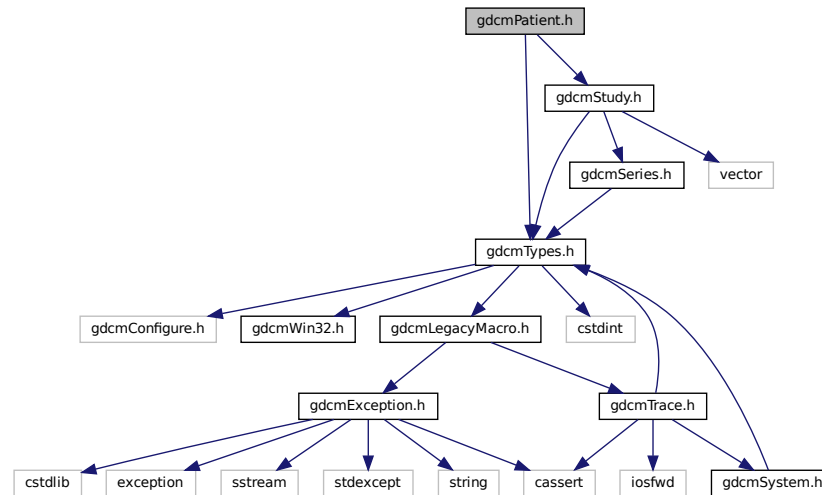 gdcmPatient.h
gdcmStudy.h
gdcmSeries.h
vector
gdcmTypes.h
gdcmConfigure.h
gdcmWin32.h
gdcmLegacyMacro.h
cstdint
gdcmException.h
gdcmTrace.h
cstdlib
exception
sstream
stdexcept
string
cassert
iosfwd
gdcmSystem.h